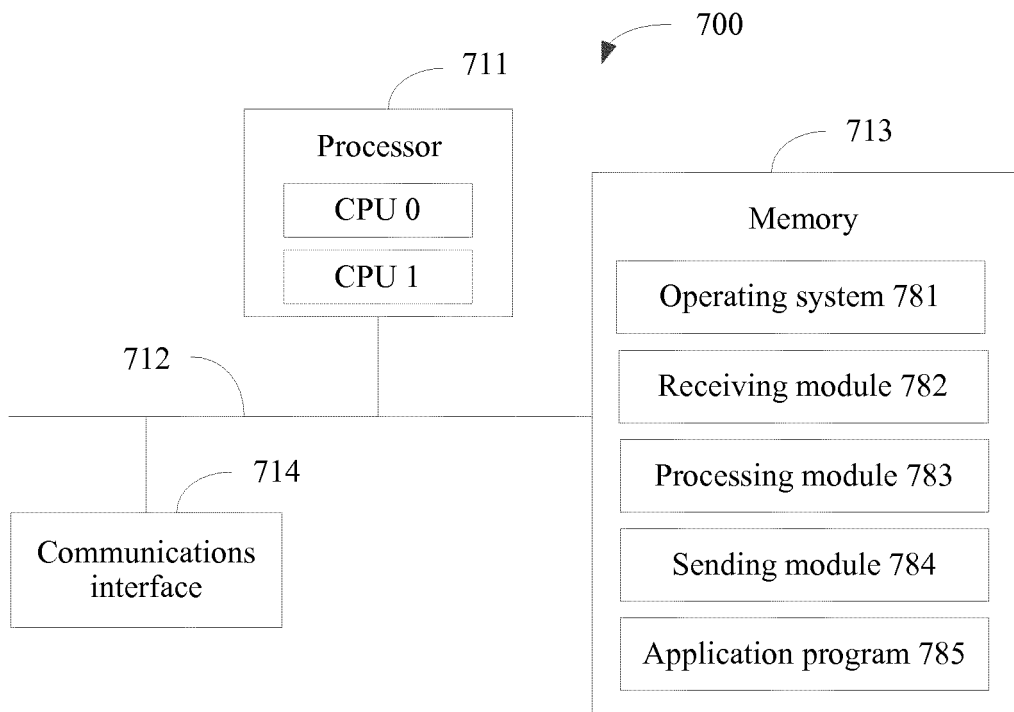 700
711
Processor
CPU 0
CPU 1
713
Memory
Operating system 781
Receiving module 782
Processing module 783
Sending module 784
Application program 785
712
714
Communications
interface